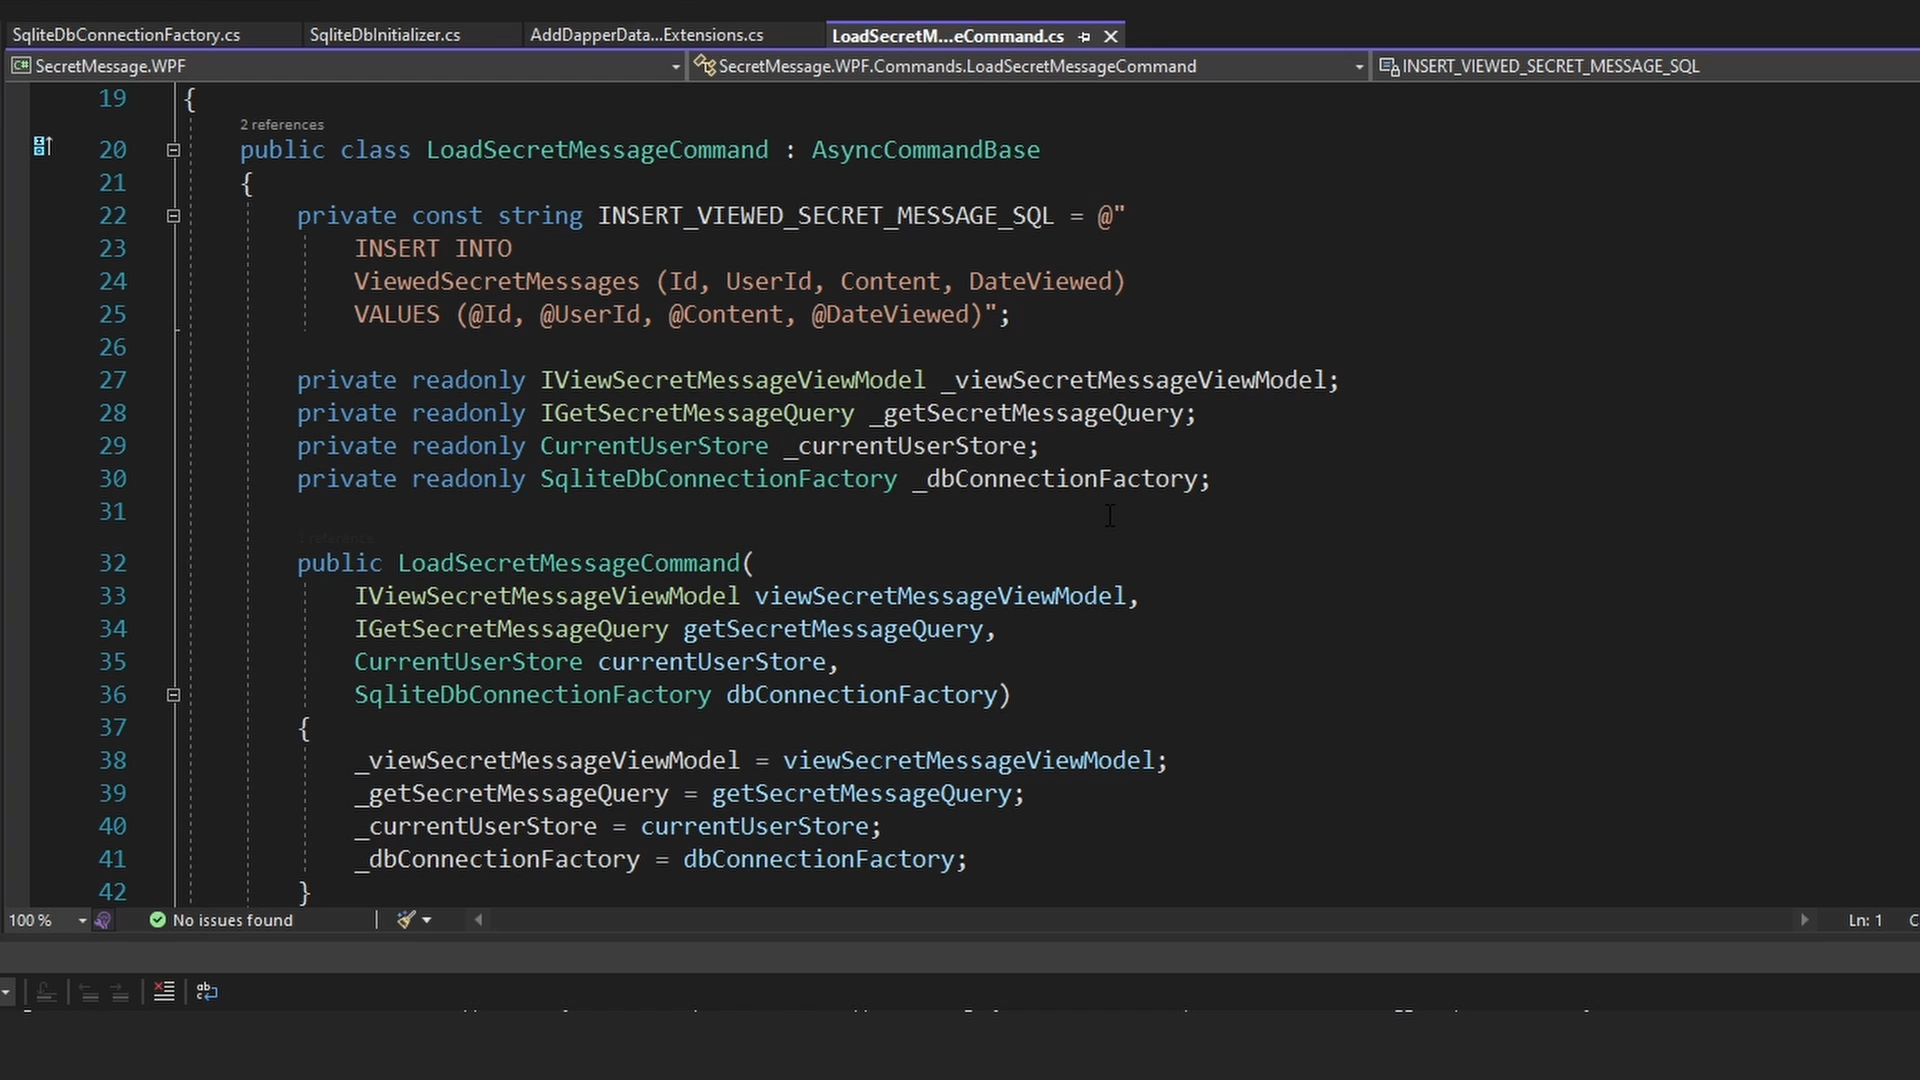 SqliteDbConnectionFactory.cs SqliteDbInitializer.cs AddDapperData...Extensions.cs LoadSecretM...eCommand.cs
C# SecretMessage.WPF SecretMessage.WPF.Commands.LoadSecretMessageCommand INSERT_VIEWED_SECRET_MESSAGE_SQL
19 {
2 references
20 public class LoadSecretMessageCommand : AsyncCommandBase
21 {
22 private const string INSERT_VIEWED_SECRET_MESSAGE_SQL = @"
23 INSERT INTO
24 ViewedSecretMessages (Id, UserId, Content, DateViewed)
25 VALUES (@Id, @UserId, @Content, @DateViewed)";
26
27 private readonly IViewSecretMessageViewModel _viewSecretMessageViewModel;
28 private readonly IGetSecretMessageQuery _getSecretMessageQuery;
29 private readonly CurrentUserStore _currentUserStore;
30 private readonly SqliteDbConnectionFactory _dbConnectionFactory;
31
1 reference
32 public LoadSecretMessageCommand(
33 IViewSecretMessageViewModel viewSecretMessageViewModel,
34 IGetSecretMessageQuery getSecretMessageQuery,
35 CurrentUserStore currentUserStore,
36 SqliteDbConnectionFactory dbConnectionFactory)
37 {
38 _viewSecretMessageViewModel = viewSecretMessageViewModel;
39 _getSecretMessageQuery = getSecretMessageQuery;
40 _currentUserStore = currentUserStore;
41 _dbConnectionFactory = dbConnectionFactory;
42 }
100 % No issues found Ln: 1